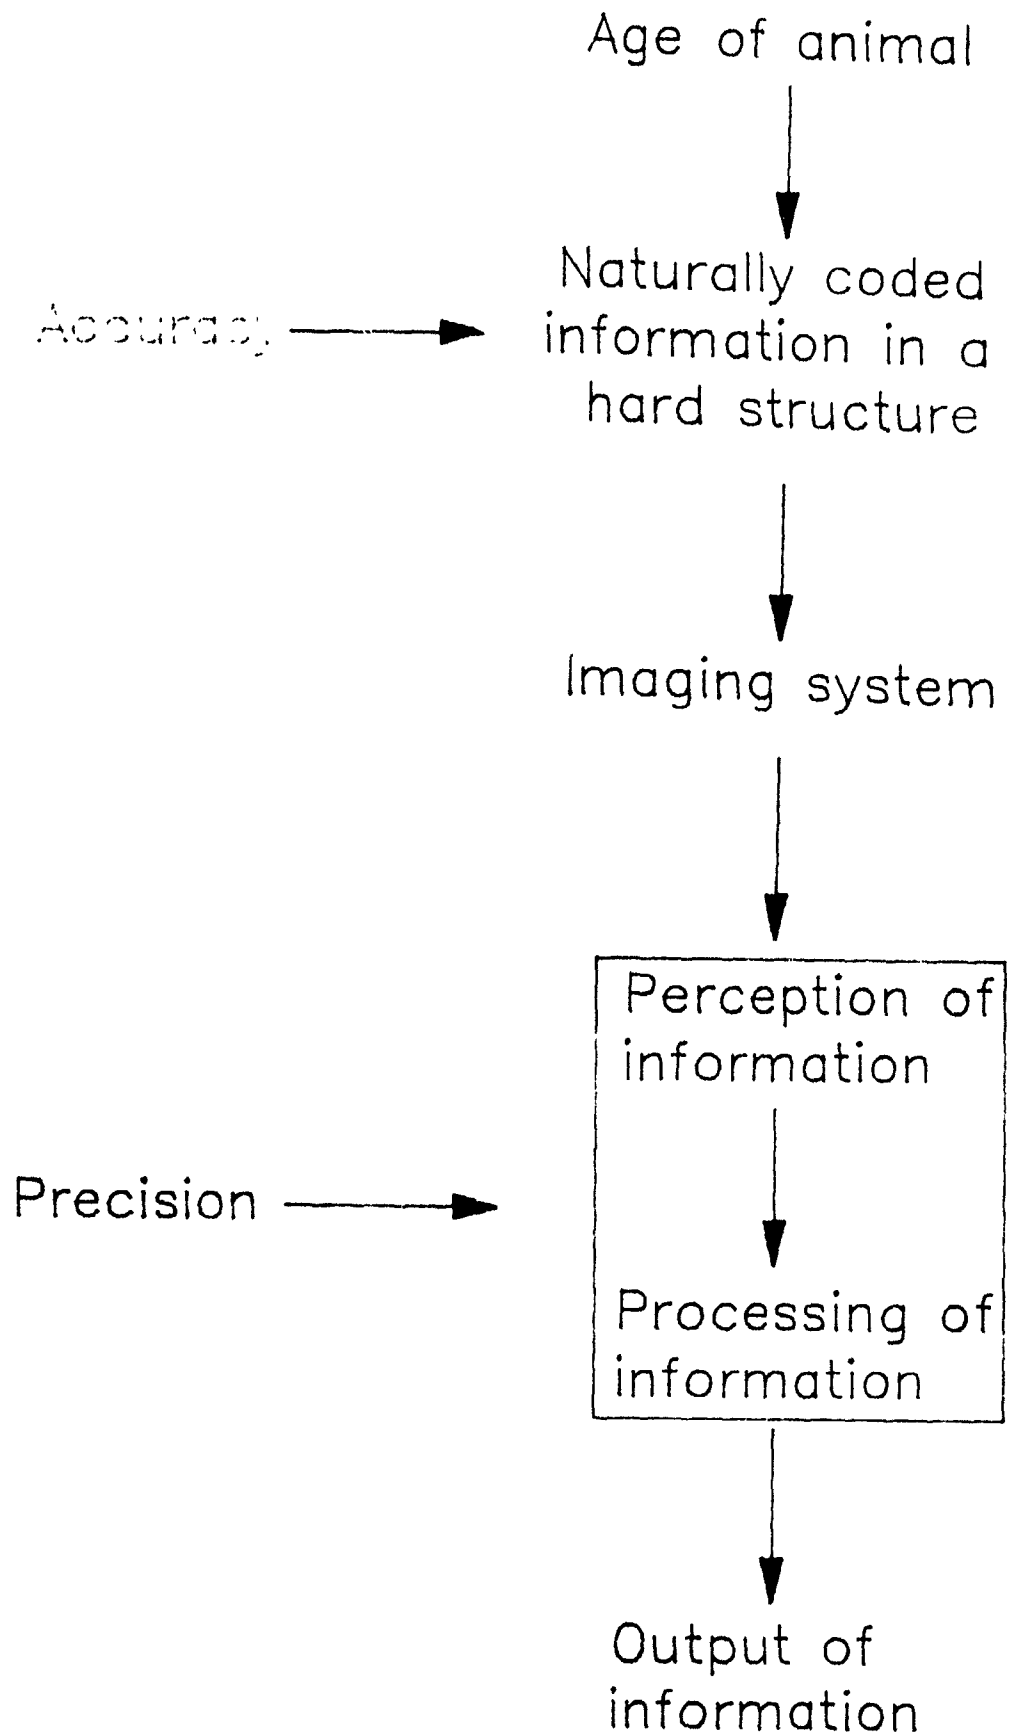 Age of animal
Naturally coded
Accuracy
information in a
hard structure
Imaging system
Perception of
information
Precision
Processing of
information
Output of
information